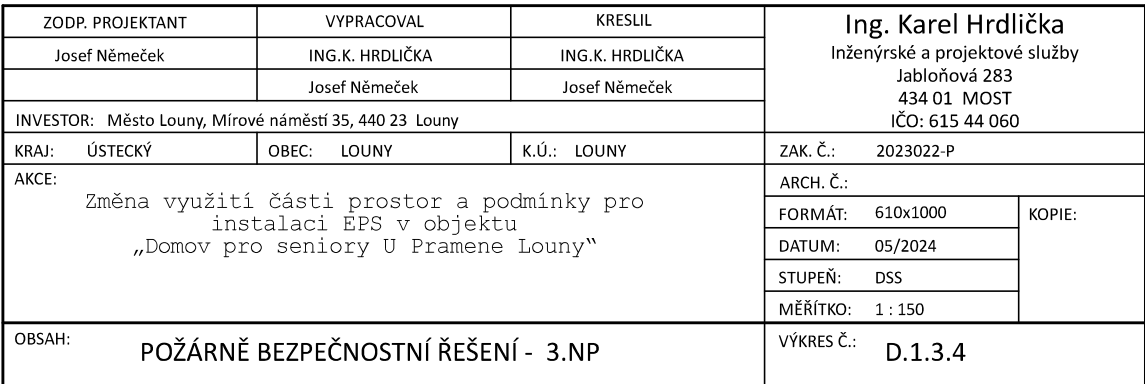 ZODP. PROJEKTANT VYPRACOVAL KRESLIL
Josef Němeček ING.K. HRDLIČKA ING.K. HRDLIČKA
Josef Němeček Josef Němeček
Ing. Karel Hrdlička
Inženýrské a projektové služby
Jabloňová 283
434 01 MOST
IČO: 615 44 060
INVESTOR: Město Louny, Mírové náměstí 35, 440 23 Louny
KRAJ: ÚSTECKÝ OBEC: LOUNY K.Ú.: LOUNY
ZAK. Č.: 2023022-P
AKCE:
Změna využití části prostor a podmínky pro
instalaci EPS v objektu
„Domov pro seniory U Pramene Louny“
ARCH. Č.:
FORMÁT: 610x1000 KOPIE:
DATUM: 05/2024
STUPEŇ: DSS
MĚŘÍTKO: 1 : 150
OBSAH: POŽÁRNĚ BEZPEČNOSTNÍ ŘEŠENÍ - 3.NP
VÝKRES Č.: D.1.3.4